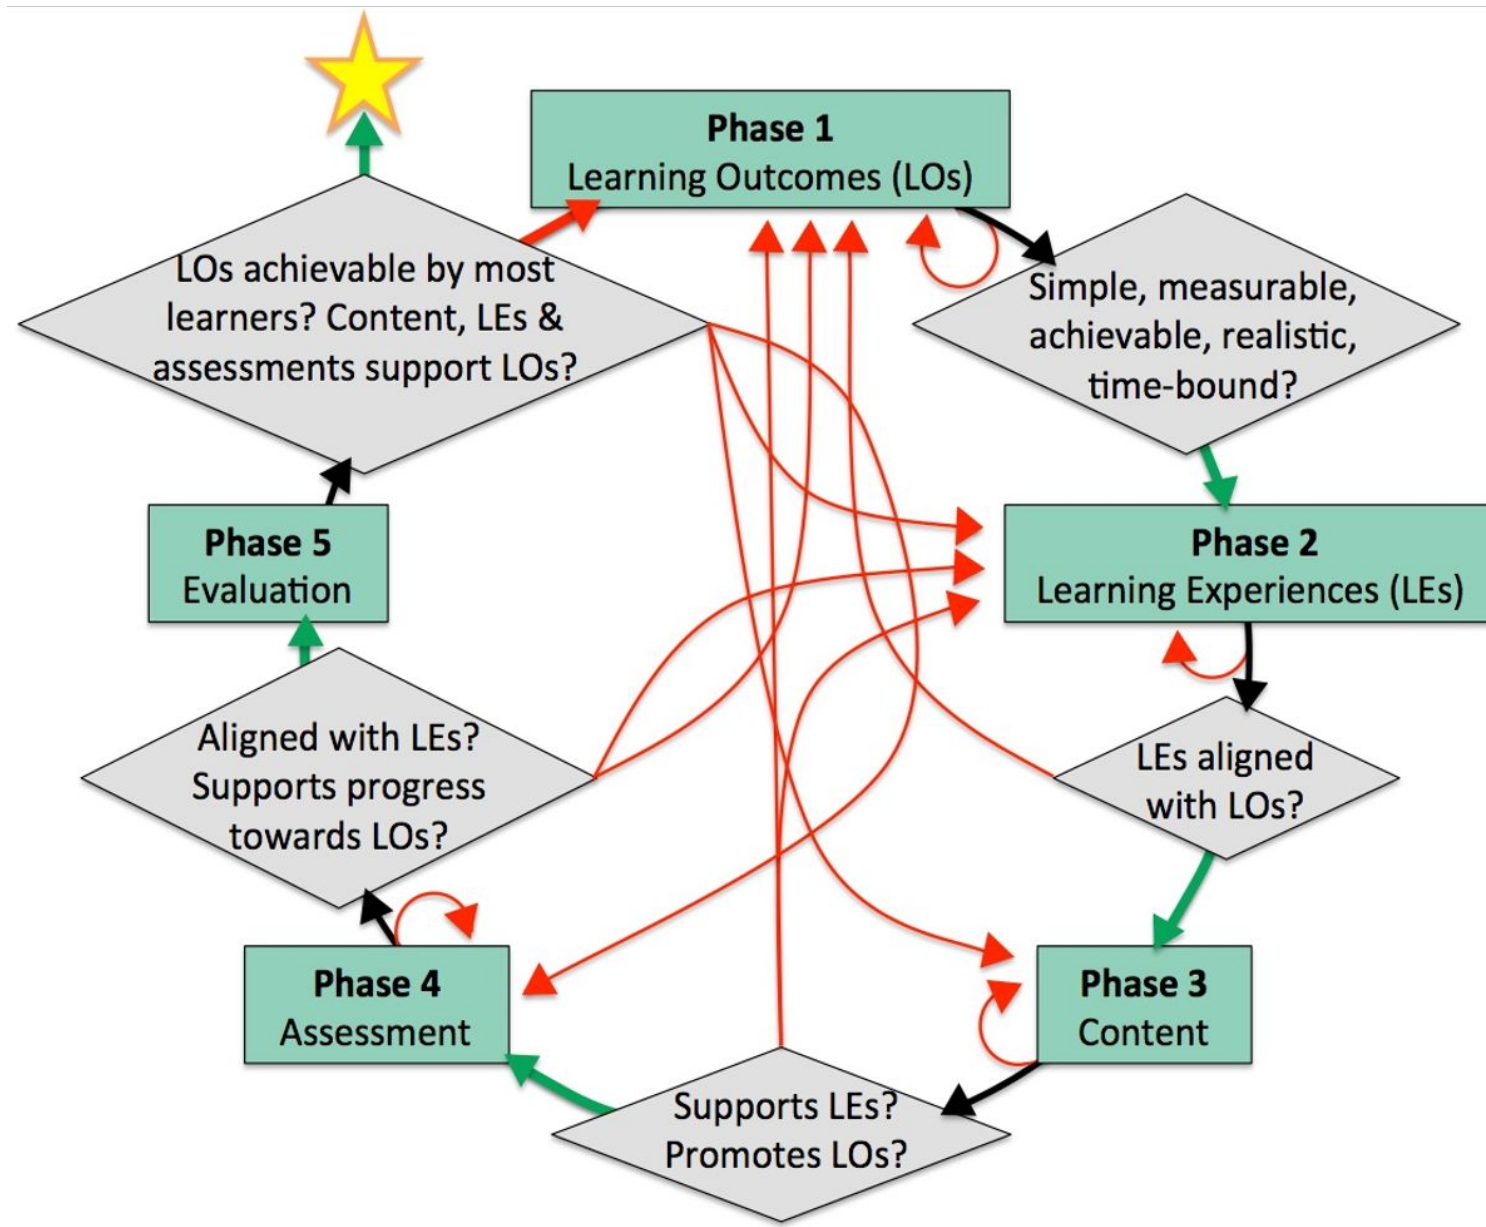 Phase 1
Learning Outcomes (LOs)
Simple, measurable,
achievable, realistic,
time-bound?
Phase 2
Learning Experiences (LEs)
LEs aligned
with LOs?
Phase 3
Content
Supports LEs?
Promotes LOs?
Phase 4
Assessment
Aligned with LEs?
Supports progress
towards LOs?
Phase 5
Evaluation
LOs achievable by most
learners? Content, LEs &
assessments support LOs?